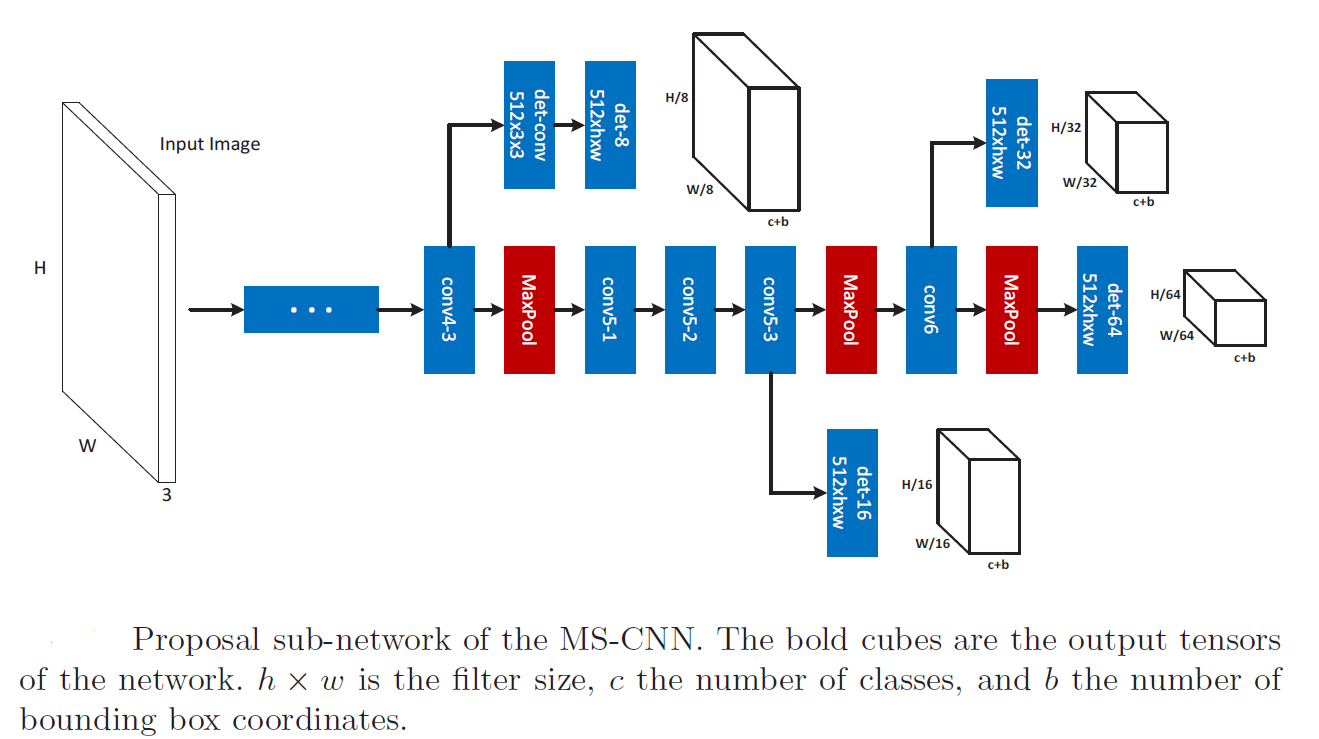 Input Image
H
W
3
. . .
det-conv
512x3x3
det-8
512xhxw
H/8
W/8
c+b
det-32
512xhxw
H/32
W/32
c+b
conv4-3
MaxPool
conv5-1
conv5-2
conv5-3
MaxPool
conv6
MaxPool
det-64
512xhxw
H/64
W/64
c+b
det-16
512xhxw
H/16
W/16
c+b
Proposal sub-network of the MS-CNN. The bold cubes are the output tensors
of the network. h × w is the filter size, c the number of classes, and b the number of
bounding box coordinates.